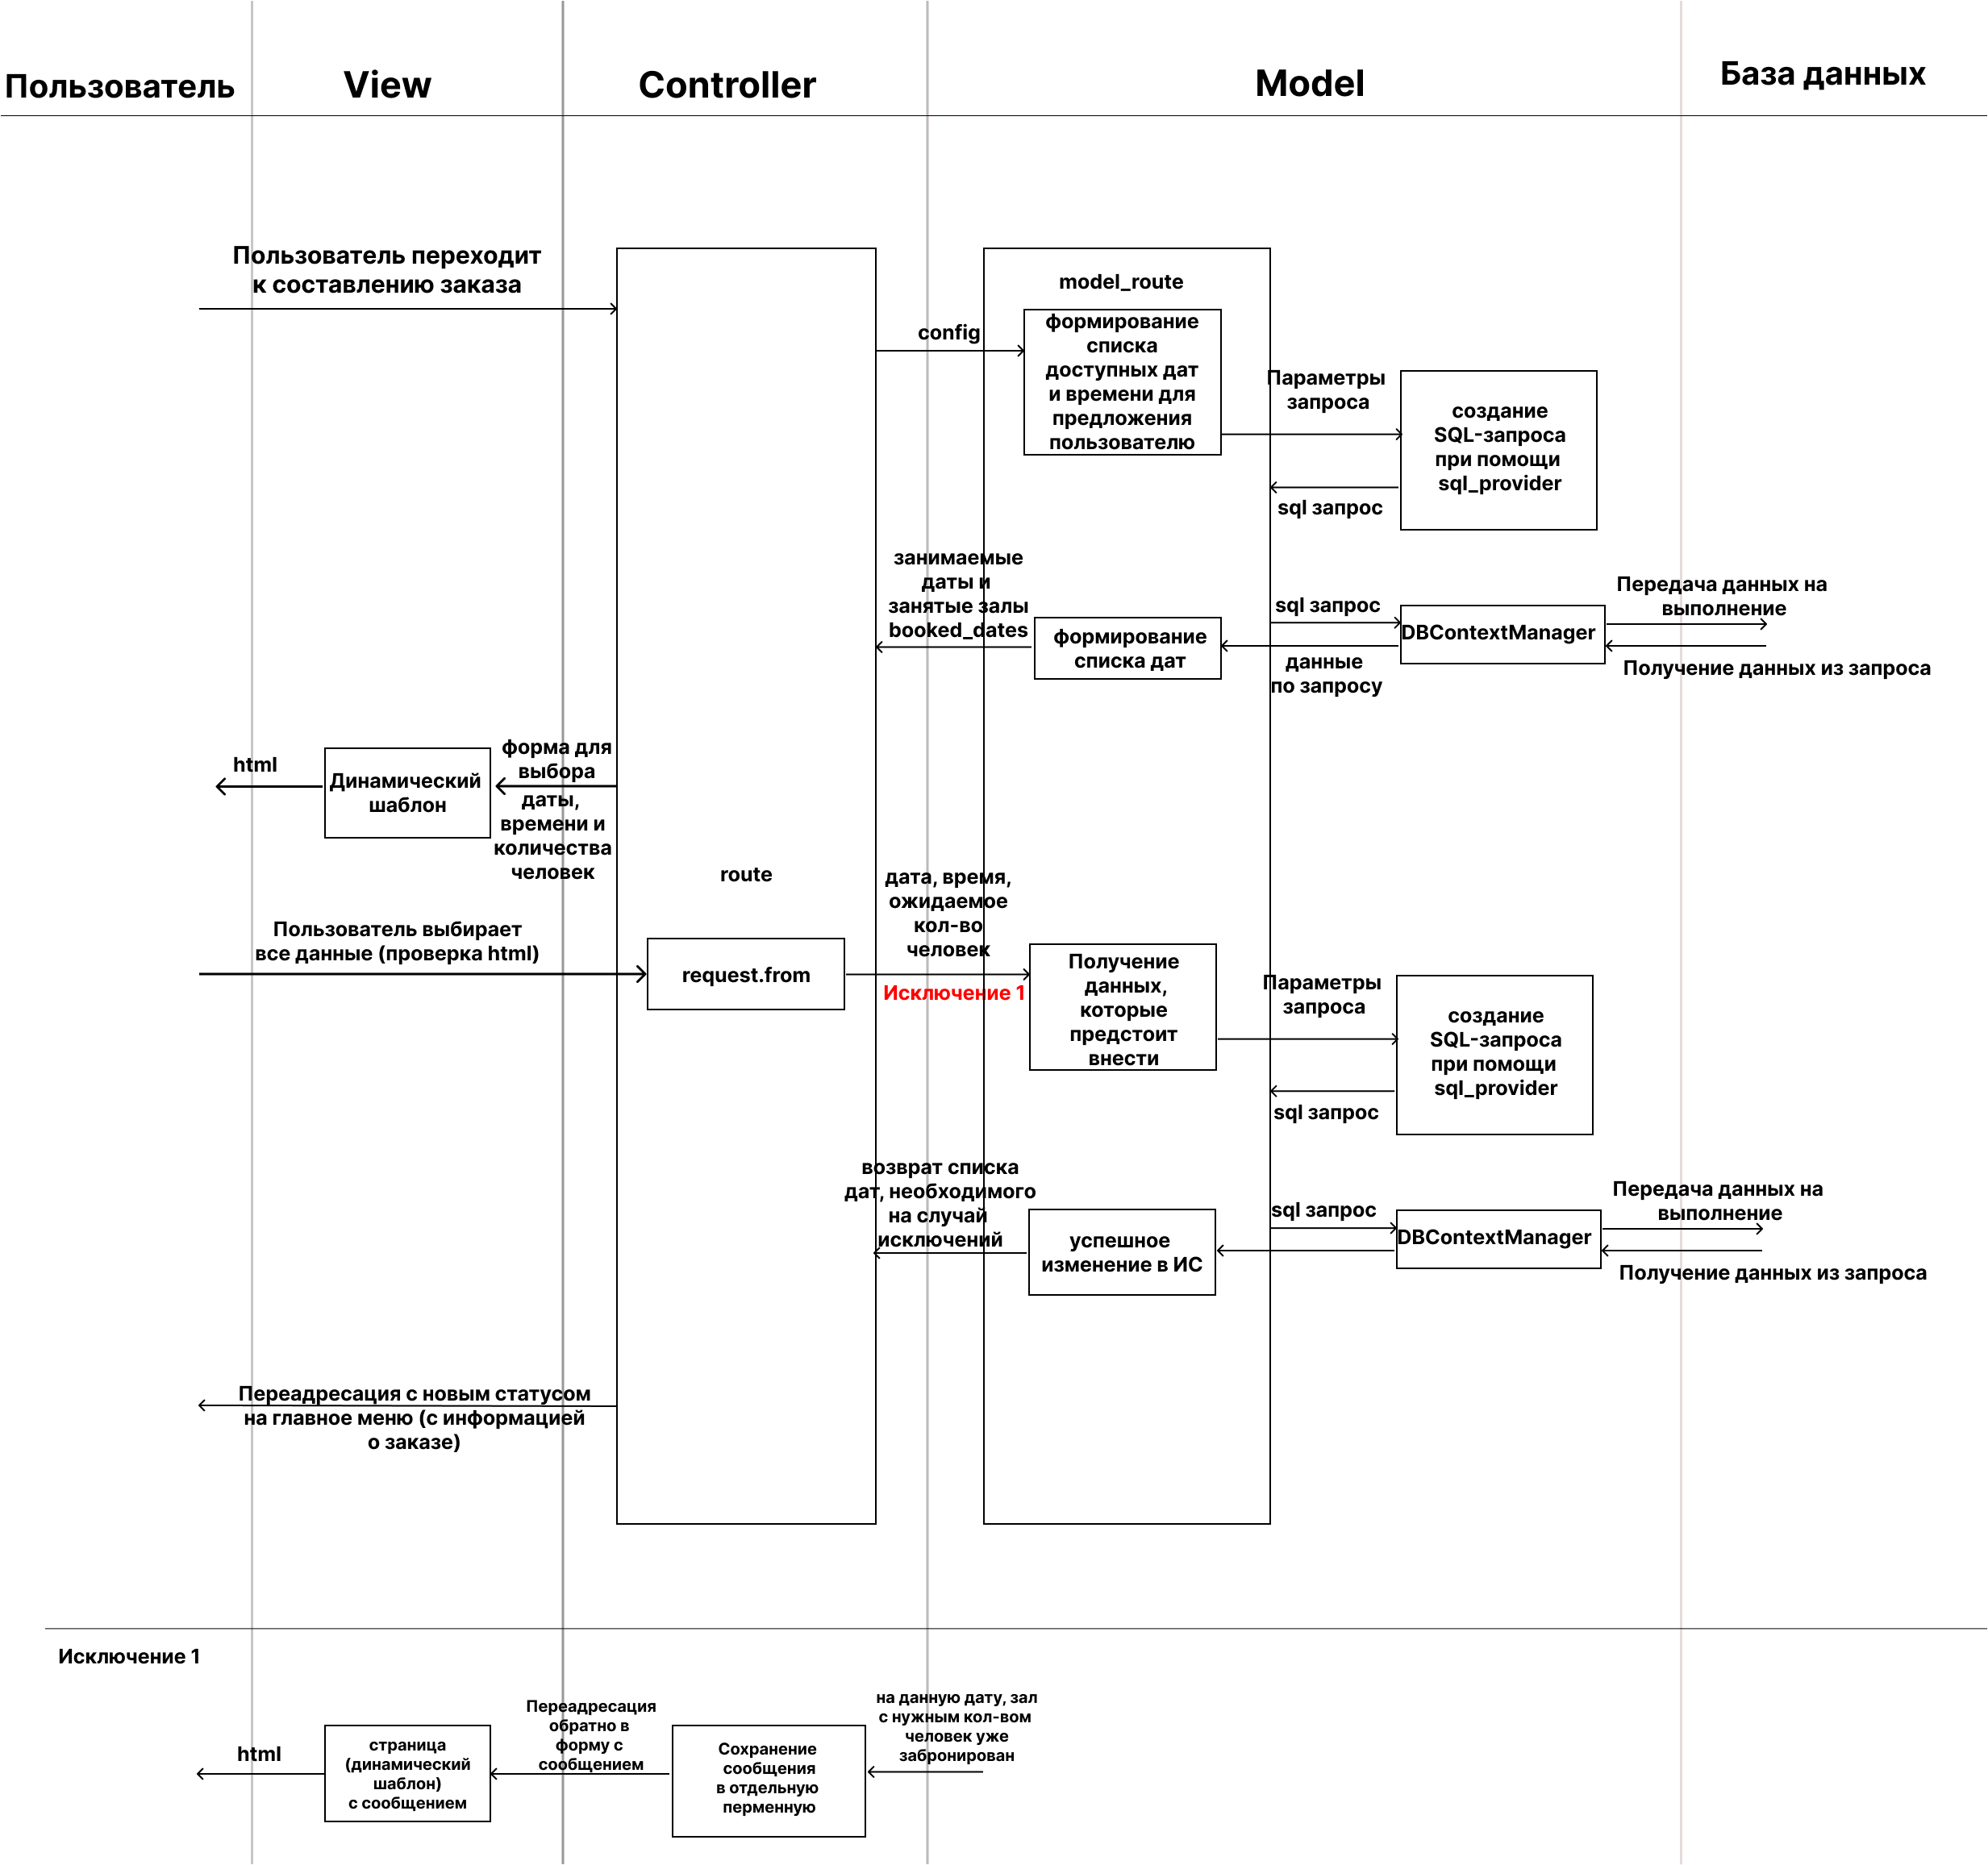 Пользователь
View
Controller
Model
База данных
Пользователь переходит
к составлению заказа
model_route
config
формирование
списка
доступных дат
и времени для
предложения
пользователю
Параметры
запроса
создание
SQL-запроса
при помощи
sql_provider
sql запрос
занимаемые
даты и
занятые залы
booked_dates
формирование
списка дат
sql запрос
данные
по запросу
DBContextManager
Передача данных на
выполнение
Получение данных из запроса
html
Динамический
шаблон
форма для
выбора
даты,
времени и
количества
человек
route
Пользователь выбирает
все данные (проверка html)
request.from
дата, время,
ожидаемое
кол-во
человек
Исключение 1
Получение
данных,
которые
предстоит
внести
Параметры
запроса
создание
SQL-запроса
при помощи
sql_provider
sql запрос
возврат списка
дат, необходимого
на случай
исключений
успешное
изменение в ИС
sql запрос
DBContextManager
Передача данных на
выполнение
Получение данных из запроса
Переадресация с новым статусом
на главное меню (с информацией
о заказе)
Исключение 1
html
страница
(динамический
шаблон)
с сообщением
Переадресация
обратно в
форму с
сообщением
Сохранение
сообщения
в отдельную
перменную
на данную дату, зал
с нужным кол-вом
человек уже
забронирован